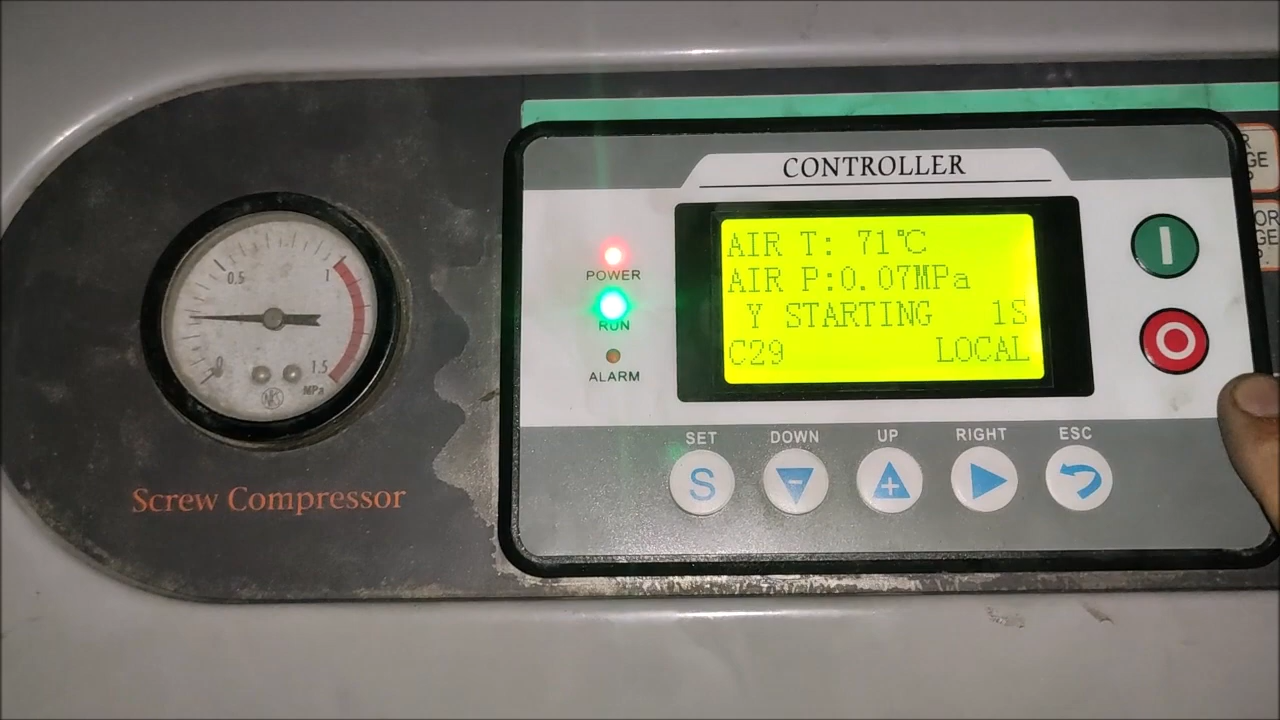 CONTROLLER
AIR T: 71℃
AIR P:0.07MPa
Y STARTING 1S
C29 LOCAL
POWER
RUN
ALARM
SET DOWN UP RIGHT ESC
S
0 0.5 1 1.5
MPa
Screw Compressor